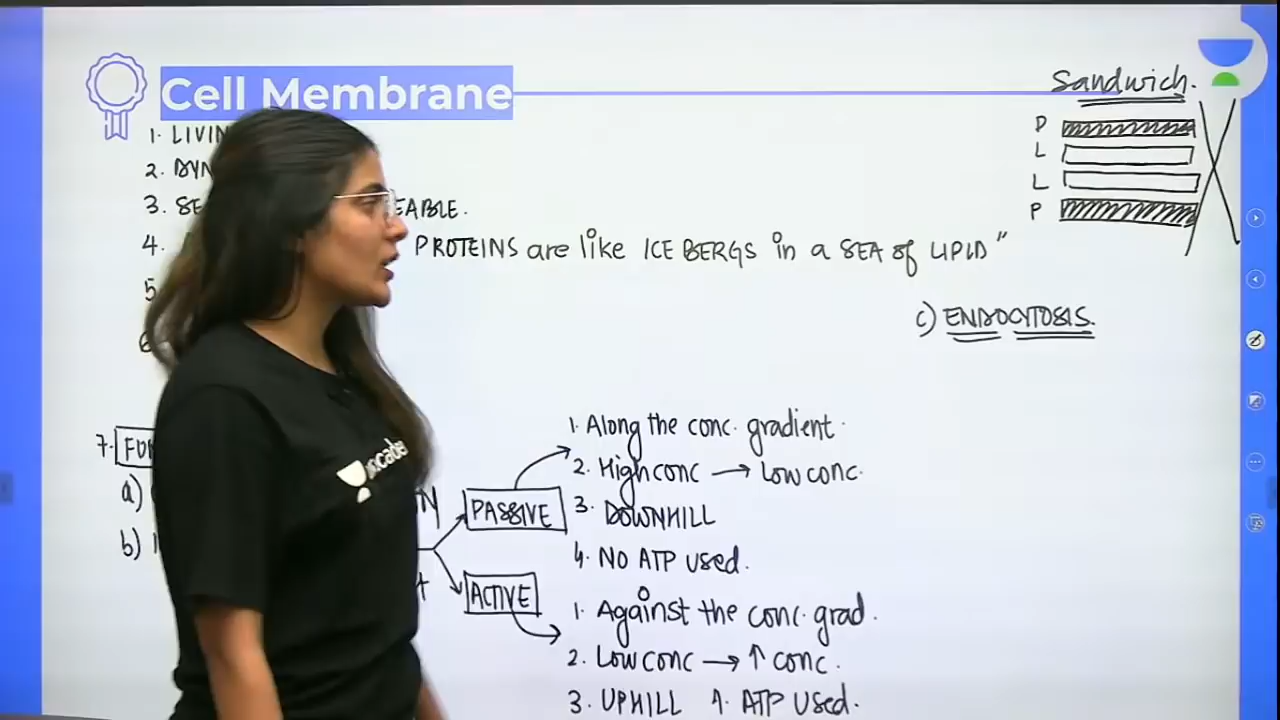 Cell Membrane
Sandwich.
1. LIVIN
P
2. DYN
L
3. SE EABLE.
L
P
4. PROTEINS are like ICE BERGS in a SEA of LIPID"
5
c) ENDOCYTOSIS.
6
1. Along the conc. gradient.
7. FUN
2. High conc → Low conc.
a)
PASSIVE
3. DOWNHILL
b)
4. NO ATP used.
ACTIVE
1. Against the conc. grad.
2. Low conc → ↑ conc.
3. UPHILL 4. ATP used.